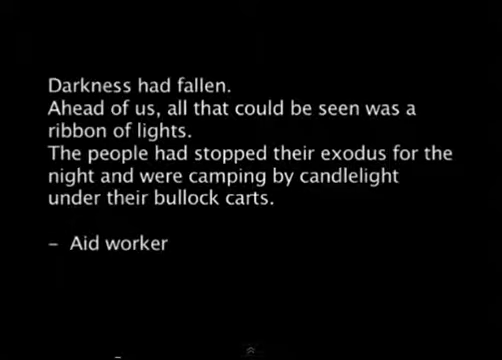 Darkness had fallen.
Ahead of us, all that could be seen was a
ribbon of lights.
The people had stopped their exodus for the
night and were camping by candlelight
under their bullock carts.
– Aid worker